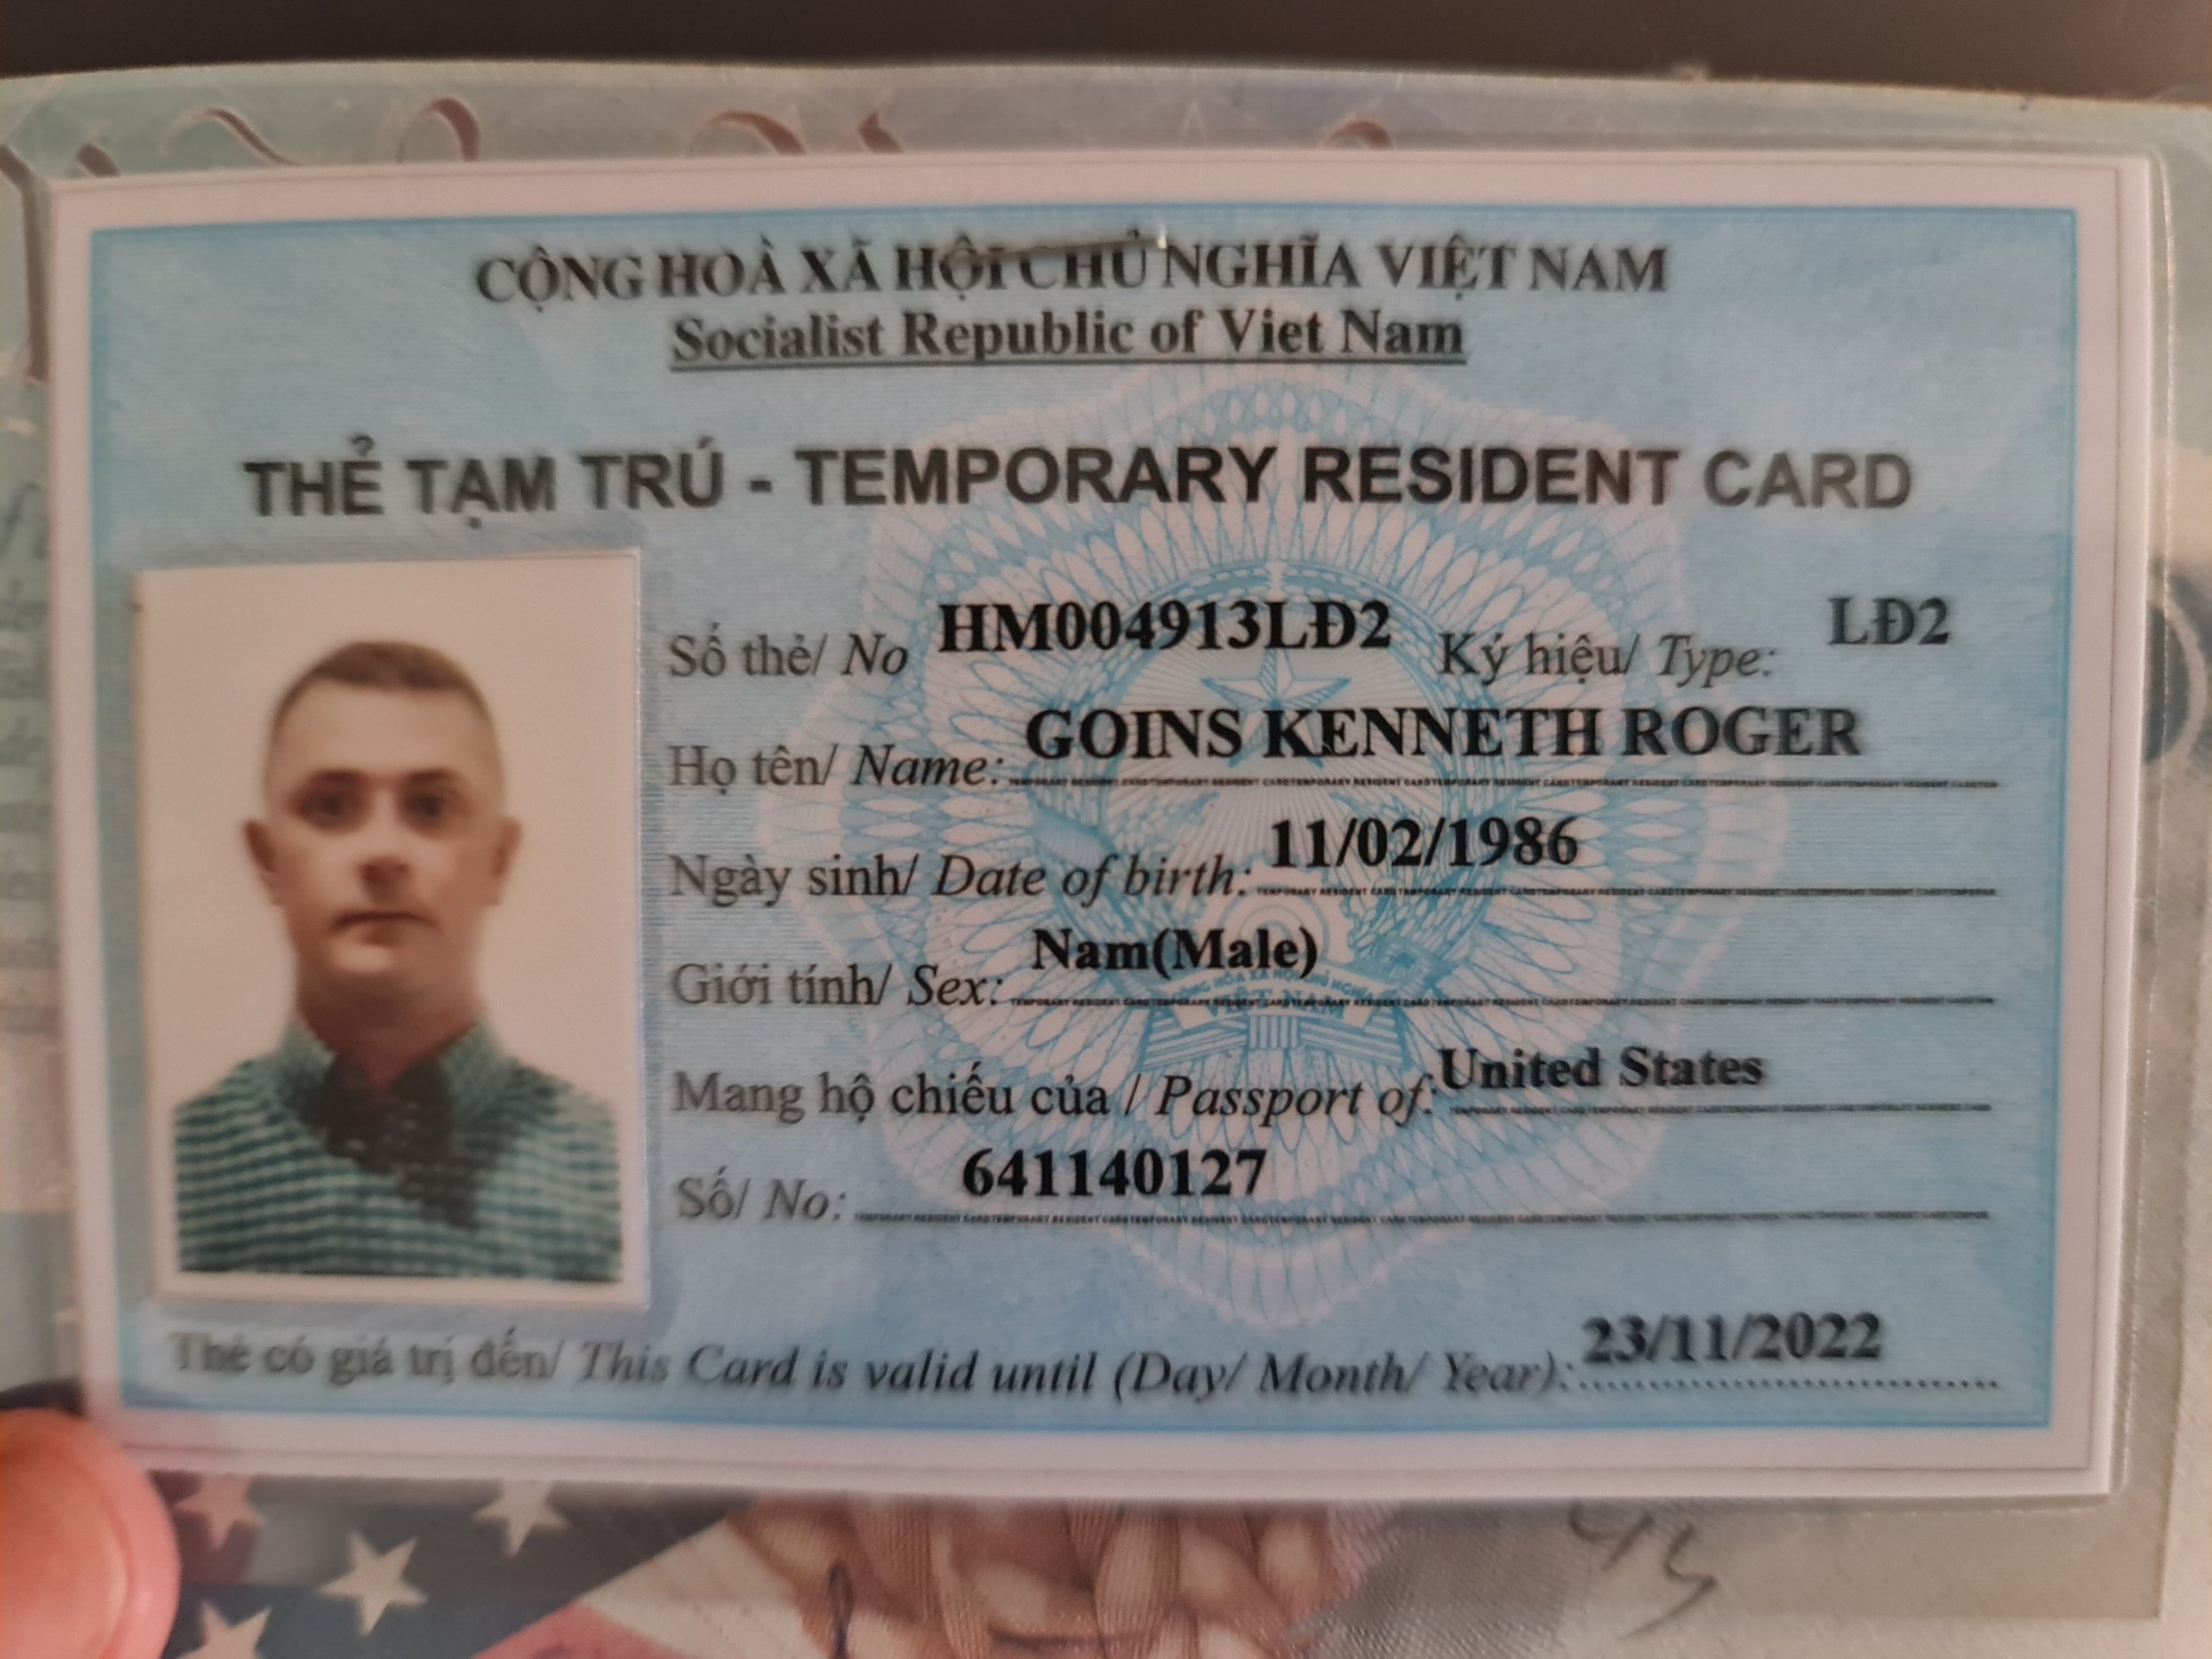 CỘNG HOÀ XÃ HỘI CHỦ NGHĨA VIỆT NAM
Socialist Republic of Viet Nam
THẺ TẠM TRÚ - TEMPORARY RESIDENT CARD
Số thẻ/ No HM004913LĐ2 Ký hiệu/ Type: LĐ2
Họ tên/ Name: GOINS KENNETH ROGER
Ngày sinh/ Date of birth: 11/02/1986
Giới tính/ Sex: Nam(Male)
Mang hộ chiếu của / Passport of: United States
Số/ No: 641140127
Thẻ có giá trị đến/ This Card is valid until (Day/ Month/ Year): 23/11/2022